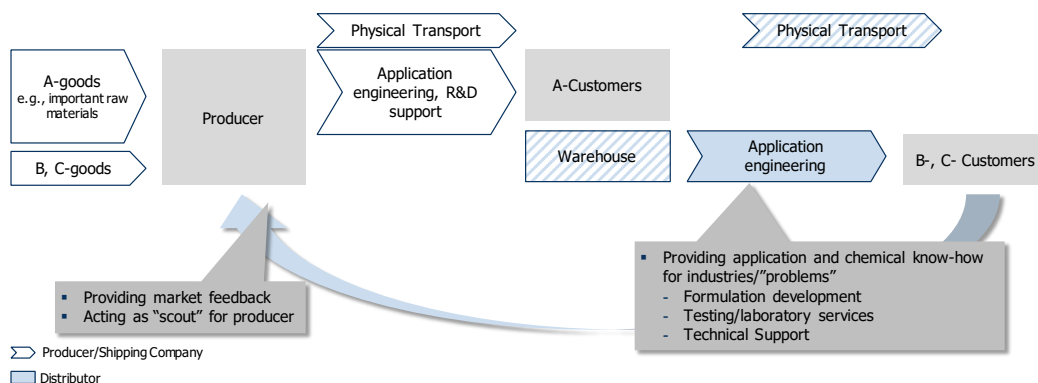 Physical Transport
Physical Transport
A-goods
e.g., important raw
materials
Producer
Application
engineering, R&D
support
A-Customers
B, C-goods
Warehouse
Application
engineering
B-, C- Customers
▪ Providing application and chemical know-how
for industries/”problems”
- Formulation development
- Testing/laboratory services
- Technical Support
▪ Providing market feedback
▪ Acting as “scout” for producer
Producer/Shipping Company
Distributor